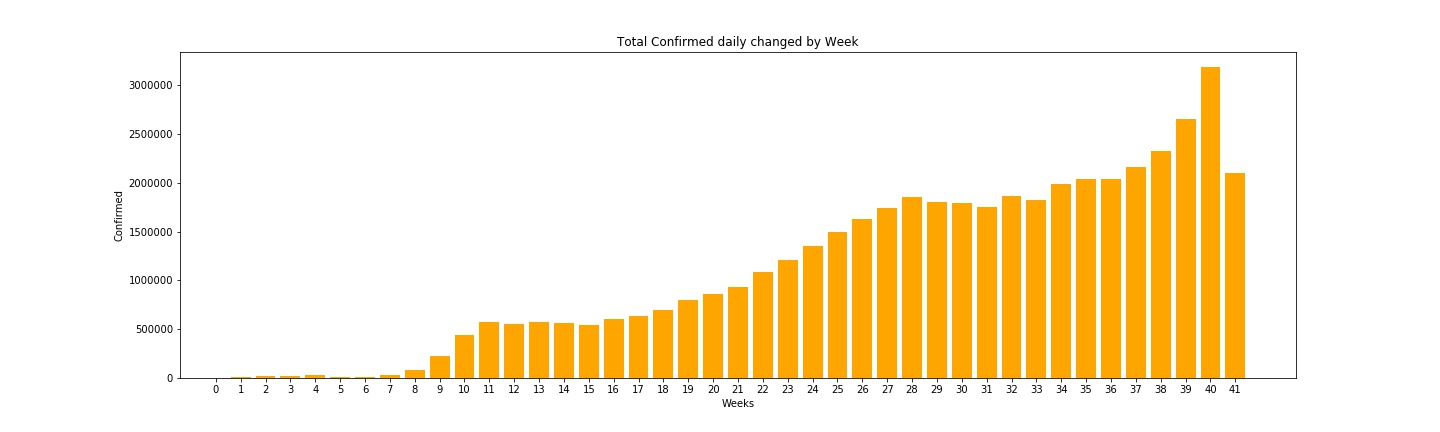 Total Confirmed daily changed by Week
3000000
2500000
2000000
1500000
1000000
500000
0
Confirmed
0 1 2 3 4 5 6 7 8 9 10 11 12 13 14 15 16 17 18 19 20 21 22 23 24 25 26 27 28 29 30 31 32 33 34 35 36 37 38 39 40 41
Weeks